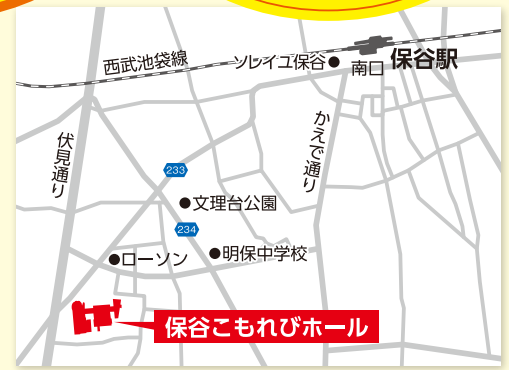 西武池袋線
ソレイユ保谷
南口
保谷駅
伏見通り
かえで通り
233
文理台公園
234
明保中学校
ローソン
保谷こもれびホール